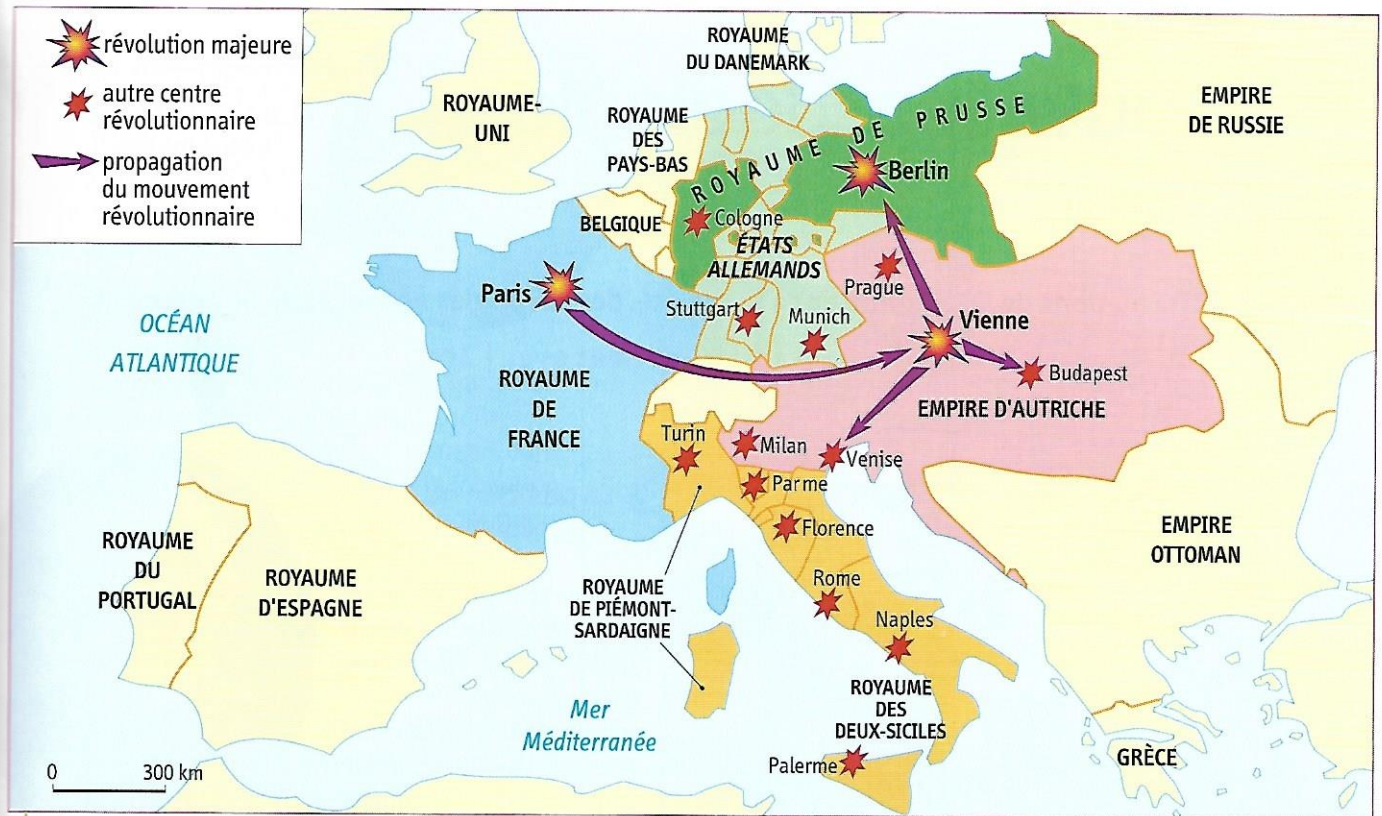 révolution majeure
autre centre
révolutionnaire
propagation
du mouvement
révolutionnaire
ROYAUME
DU DANEMARK
ROYAUME-
UNI
ROYAUME
DES
PAYS-BAS
ROYAUME DE PRUSSE
EMPIRE
DE RUSSIE
Berlin
BELGIQUE
Cologne
ÉTATS
ALLEMANDS
Paris
Prague
Stuttgart
Munich
Vienne
OCÉAN
ATLANTIQUE
Budapest
ROYAUME
DE
FRANCE
EMPIRE D'AUTRICHE
Turin
Milan
Venise
Parme
Florence
ROYAUME
DU
PORTUGAL
ROYAUME
D'ESPAGNE
EMPIRE
OTTOMAN
ROYAUME
DE PIÉMONT-
SARDAIGNE
Rome
Naples
ROYAUME
DES
DEUX-SICILES
Mer
Méditerranée
Palerme
GRÈCE
0 300 km